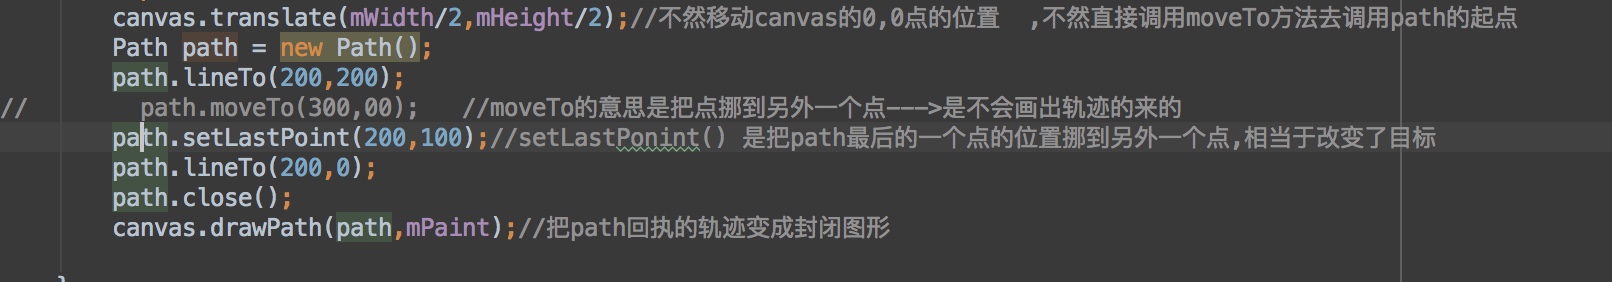 canvas.translate(mWidth/2,mHeight/2);//不然移动canvas的0,0点的位置  ,不然直接调用moveTo方法去调用path的起点
Path path = new Path();
path.lineTo(200,200);
//        path.moveTo(300,00);   //moveTo的意思是把点挪到另外一个点--->是不会画出轨迹的来的
path.setLastPoint(200,100);//setLastPonint() 是把path最后的一个点的位置挪到另外一个点,相当于改变了目标
path.lineTo(200,0);
path.close();
canvas.drawPath(path,mPaint);//把path回执的轨迹变成封闭图形
}